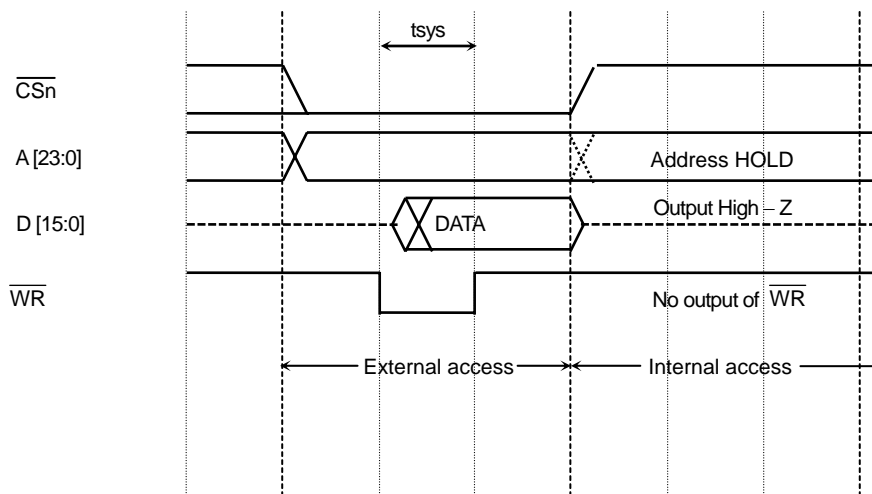 tsys
CSn
A [23:0]
Address HOLD
D [15:0]
DATA
Output High – Z
WR
No output of WR
External access
Internal access